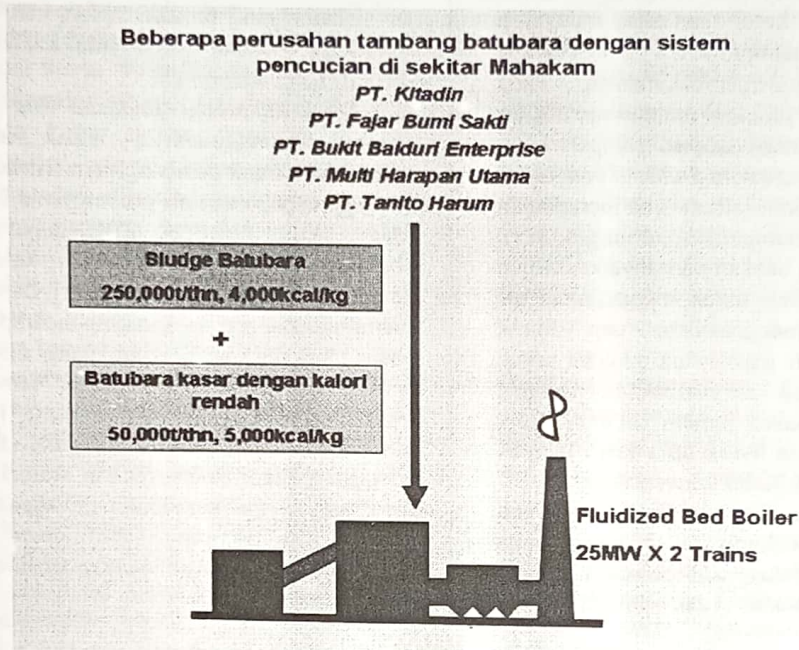 Beberapa perusahan tambang batubara dengan sistem
pencucian di sekitar Mahakam
PT. Kitadin
PT. Fajar Bumi Sakti
PT. Bukit Baiduri Enterprise
PT. Multi Harapan Utama
PT. Tanito Harum
Sludge Batubara
250,000t/thn, 4,000kcal/kg
+
Batubara kasar dengan kalori
rendah
50,000t/thn, 5,000kcal/kg
Fluidized Bed Boiler
25MW X 2 Trains